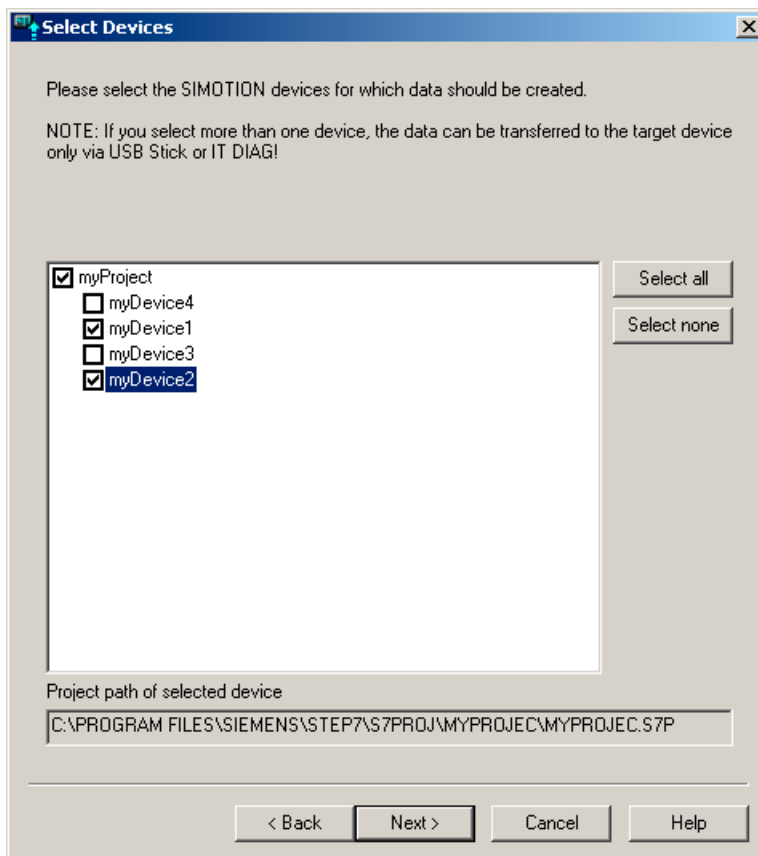 Select Devices
Please select the SIMOTION devices for which data should be created.
NOTE: If you select more than one device, the data can be transferred to the target device
only via USB Stick or IT DIAG!
myProject
myDevice4
myDevice1
myDevice3
myDevice2
Select all
Select none
Project path of selected device
C:\PROGRAM FILES\SIEMENS\STEP7\S7PROJ\MYPROJEC\MYPROJEC.S7P
< Back
Next >
Cancel
Help